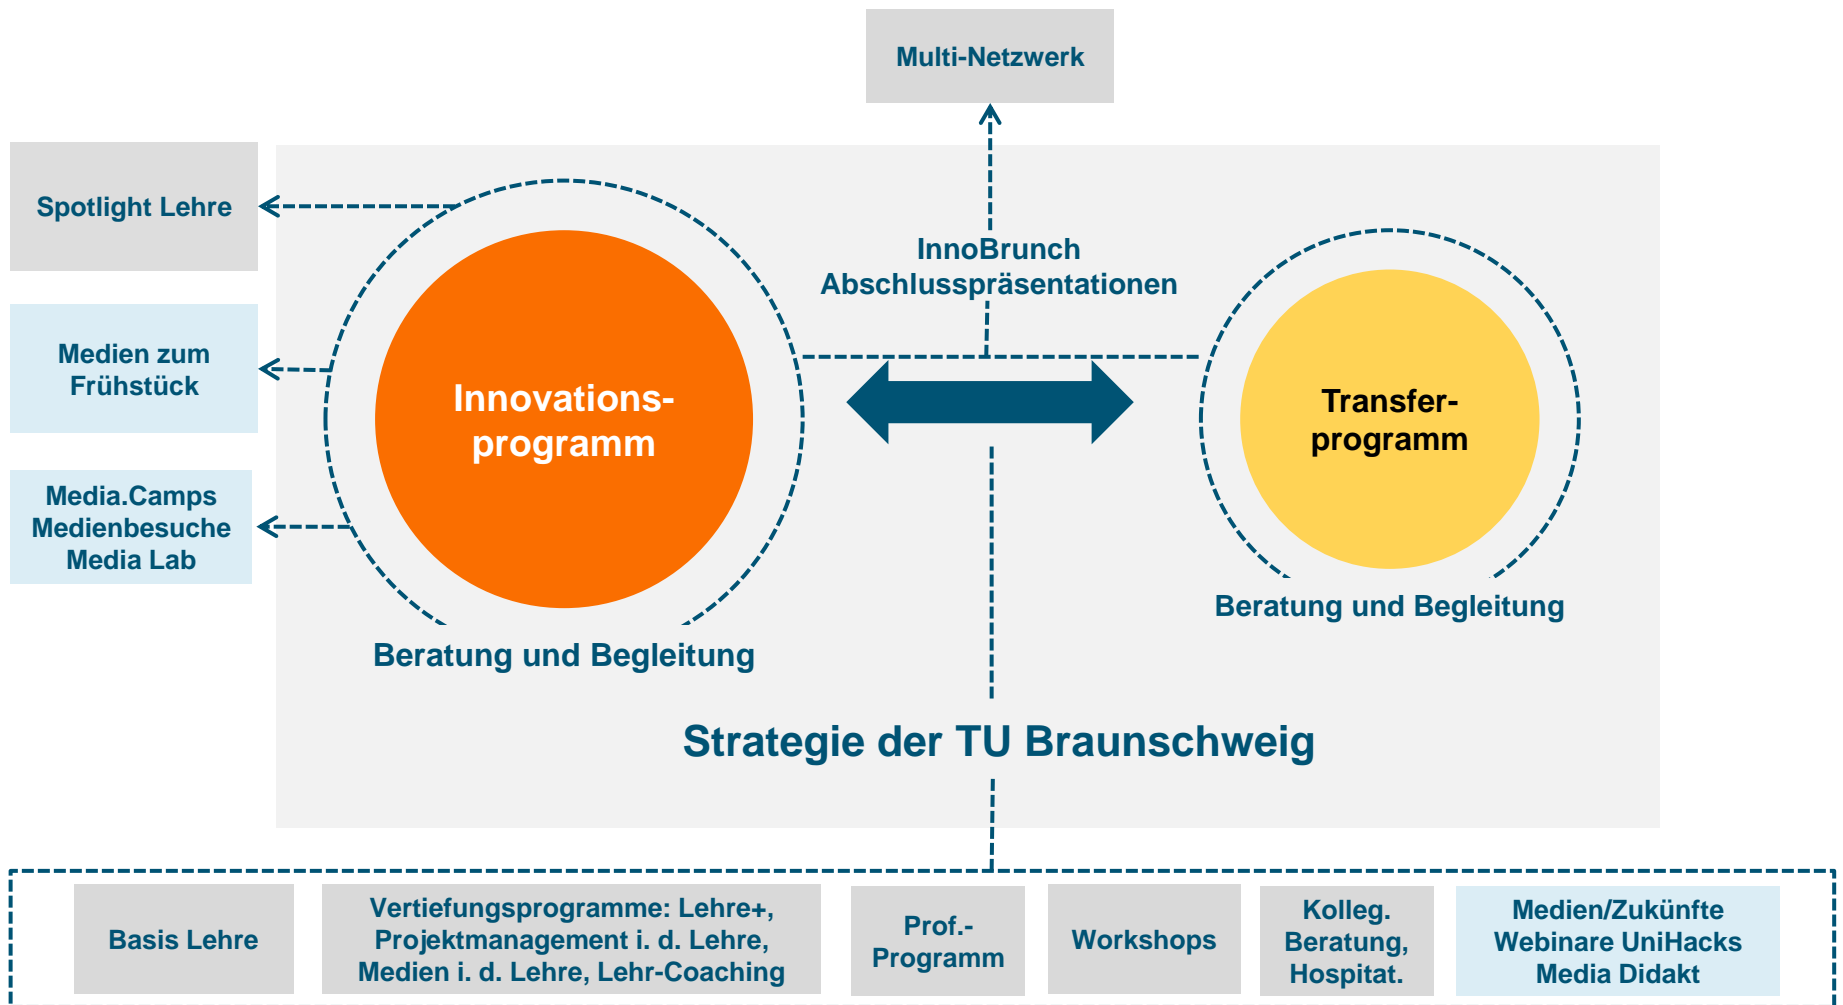 Multi-Netzwerk
Spotlight Lehre
Medien zum
Frühstück
Media.Camps
Medienbesuche
Media Lab
Innovations-
programm
Beratung und Begleitung
InnoBrunch
Abschlusspräsentationen
Transfer-
programm
Beratung und Begleitung
Strategie der TU Braunschweig
Basis Lehre
Vertiefungsprogramme: Lehre+,
Projektmanagement i. d. Lehre,
Medien i. d. Lehre, Lehr-Coaching
Prof.-
Programm
Workshops
Kolleg.
Beratung,
Hospitat.
Medien/Zukünfte
Webinare UniHacks
Media Didakt